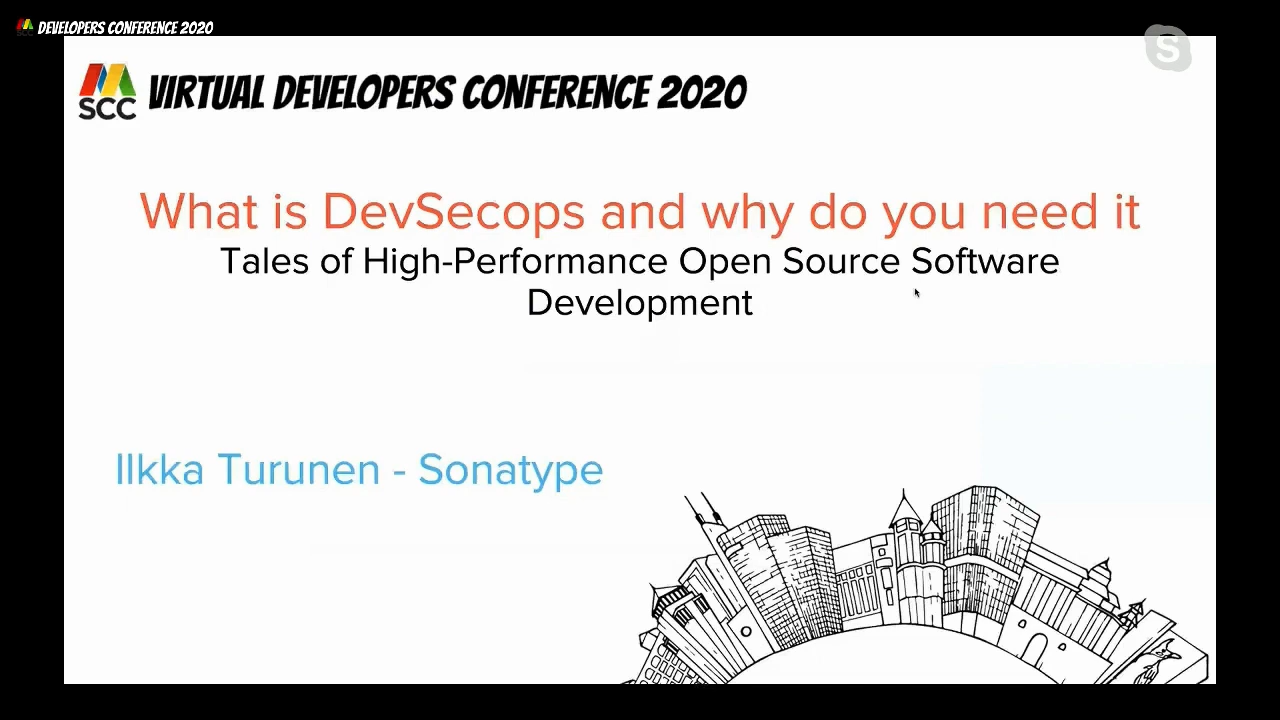 DEVELOPERS CONFERENCE 2020
S
SCC
VIRTUAL DEVELOPERS CONFERENCE 2020
What is DevSecops and why do you need it
Tales of High-Performance Open Source Software
Development
Ilkka Turunen - Sonatype